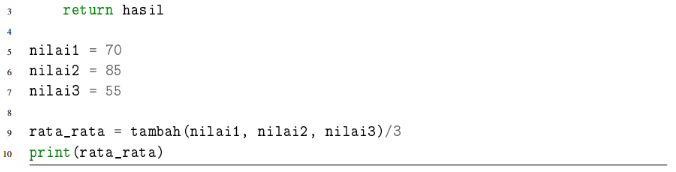 3 return hasil
4
5 nilai1 = 70
6 nilai2 = 85
7 nilai3 = 55
8
9 rata_rata = tambah(nilai1, nilai2, nilai3)/3
10 print(rata_rata)